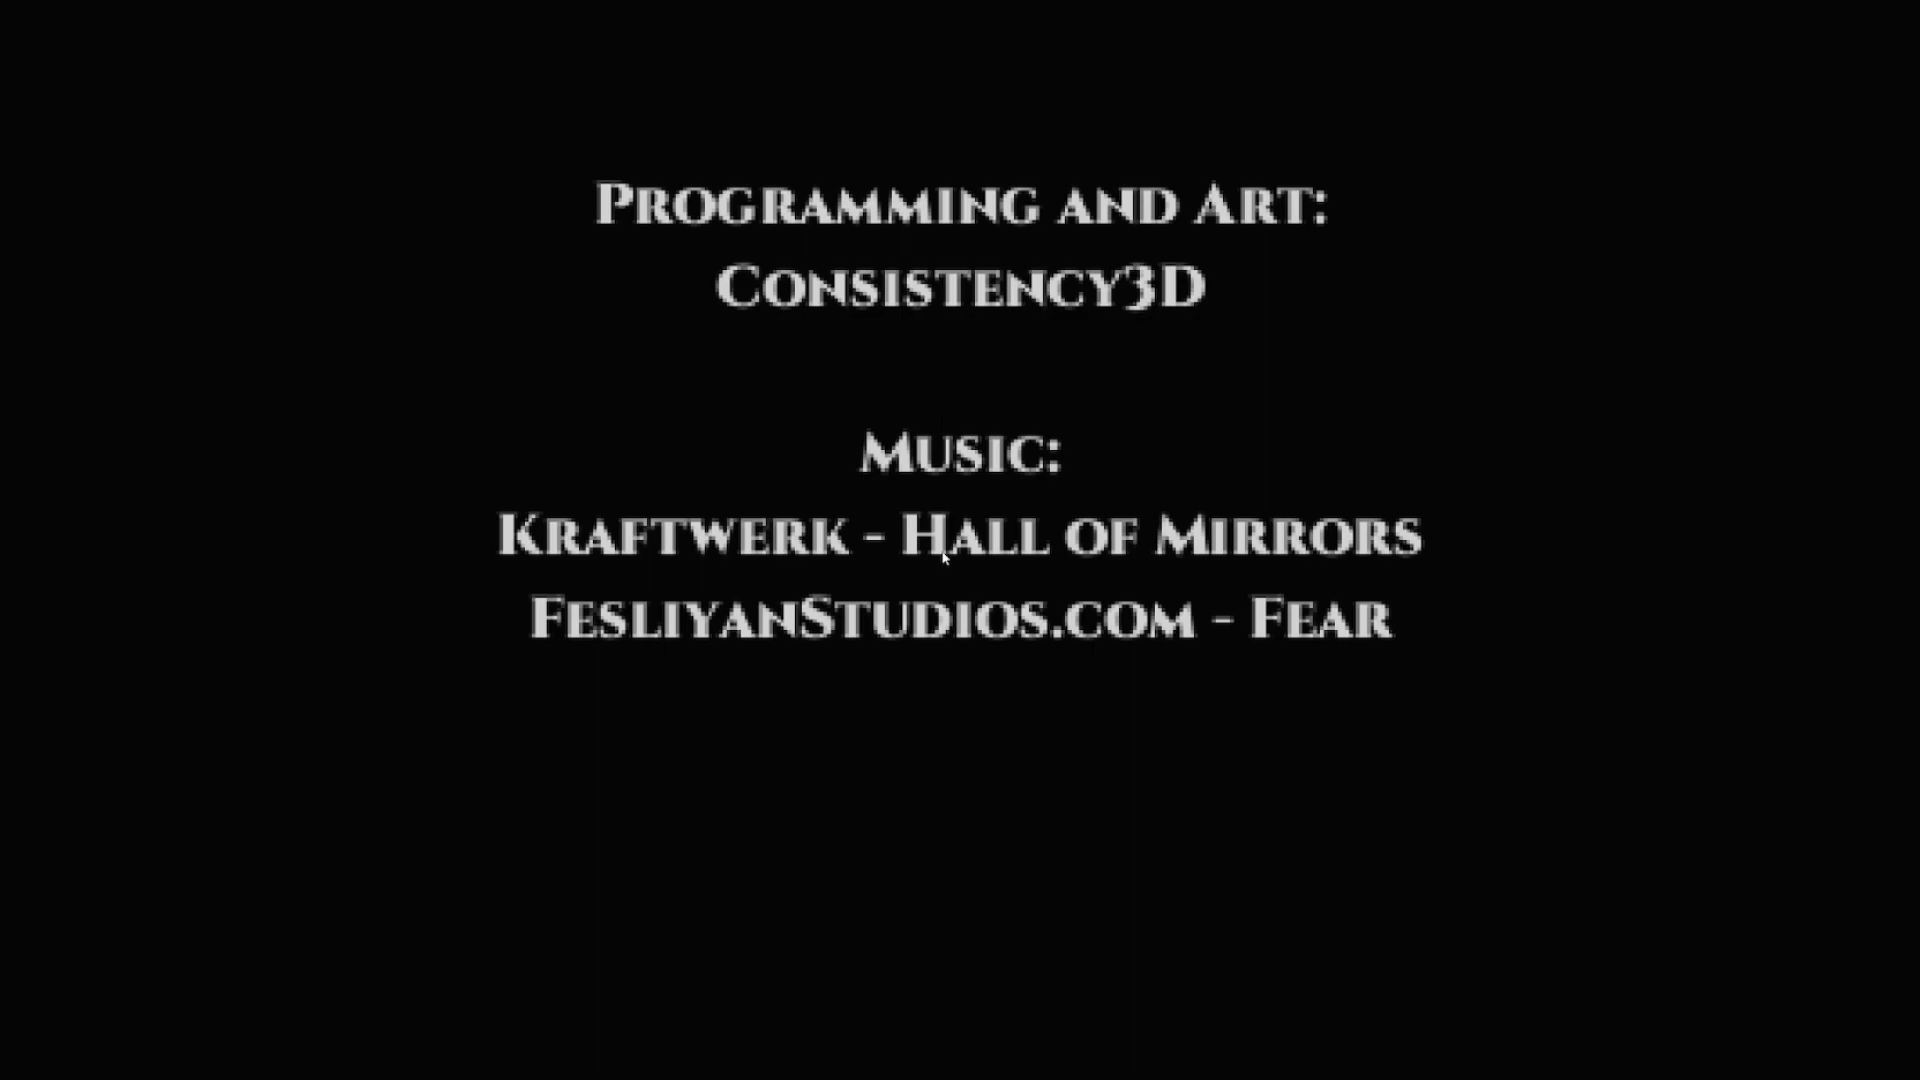 Programming and Art:
Consistency3D
Music:
Kraftwerk - Hall of Mirrors
FesliyanStudios.com - Fear